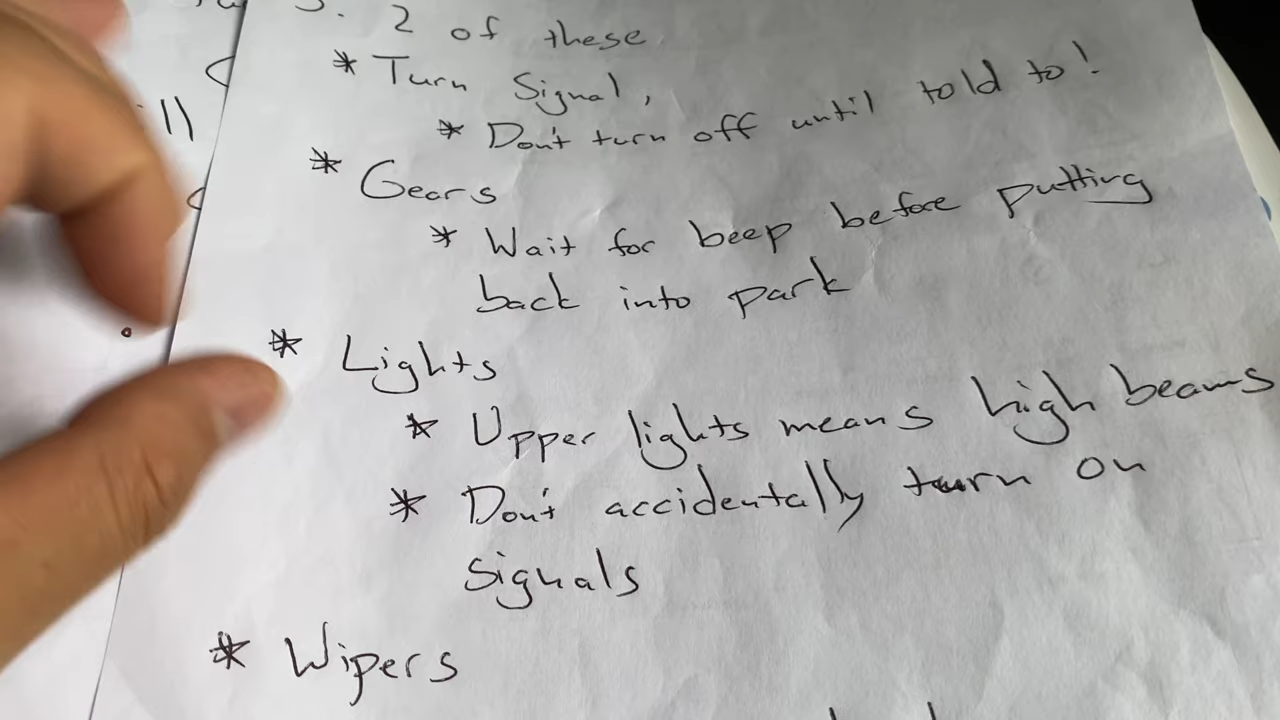 3. 2 of these
* Turn Signal,
* Don't turn off until told to!
* Gears
* Wait for beep before putting
back into park
* Lights
* Upper lights means high beams
* Don't accidentally turn on
signals
* Wipers